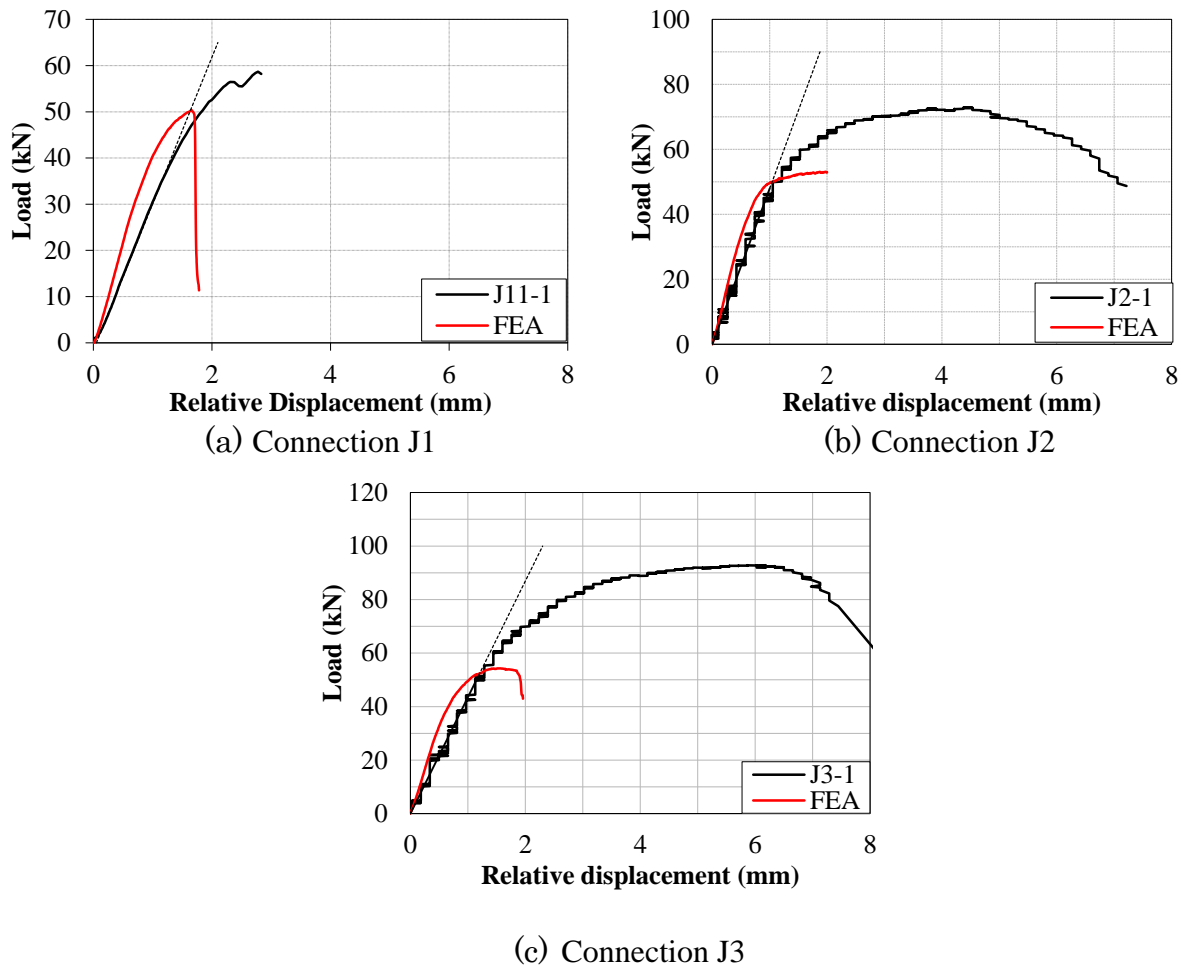 70
60
50
40
30
20
10
0
Load (kN)
0 2 4 6 8
Relative Displacement (mm)
J11-1
FEA
(a) Connection J1
100
80
60
40
20
0
Load (kN)
0 2 4 6 8
Relative displacement (mm)
J2-1
FEA
(b) Connection J2
120
100
80
60
40
20
0
Load (kN)
0 2 4 6 8
Relative displacement (mm)
J3-1
FEA
(c) Connection J3